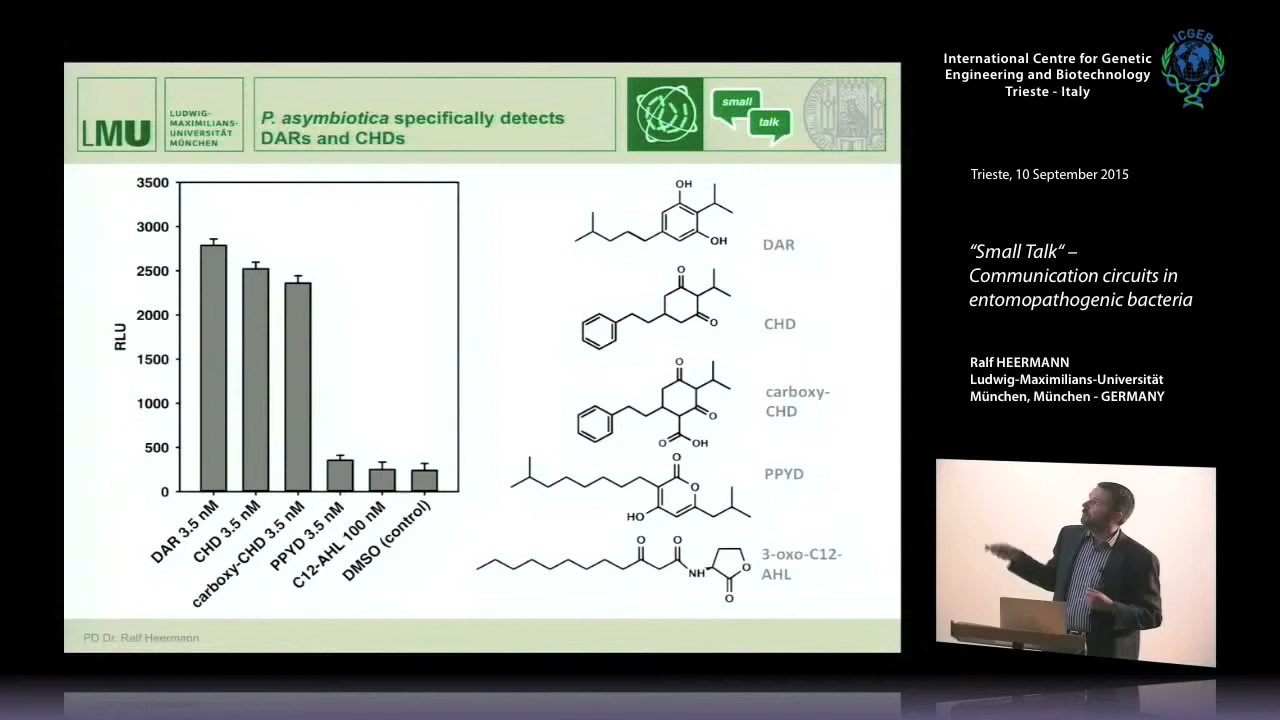 International Centre for Genetic
Engineering and Biotechnology
Trieste - Italy
ICGEB
LMU
LUDWIG-
MAXIMILIANS-
UNIVERSITÄT
MÜNCHEN
P. asymbiotica specifically detects
DARs and CHDs
small
talk
Trieste, 10 September 2015
“Small Talk“ –
Communication circuits in
entomopathogenic bacteria
Ralf HEERMANN
Ludwig-Maximilians-Universität
München, München - GERMANY
3500
3000
2500
2000
1500
1000
500
0
RLU
DAR 3.5 nM
CHD 3.5 nM
carboxy-CHD 3.5 nM
PPYD 3.5 nM
C12-AHL 100 nM
DMSO (control)
OH
OH
DAR
O
O
CHD
O
O
O
OH
carboxy-
CHD
O
O
HO
PPYD
O
O
NH
O
O
3-oxo-C12-
AHL
PD Dr. Ralf Heermann